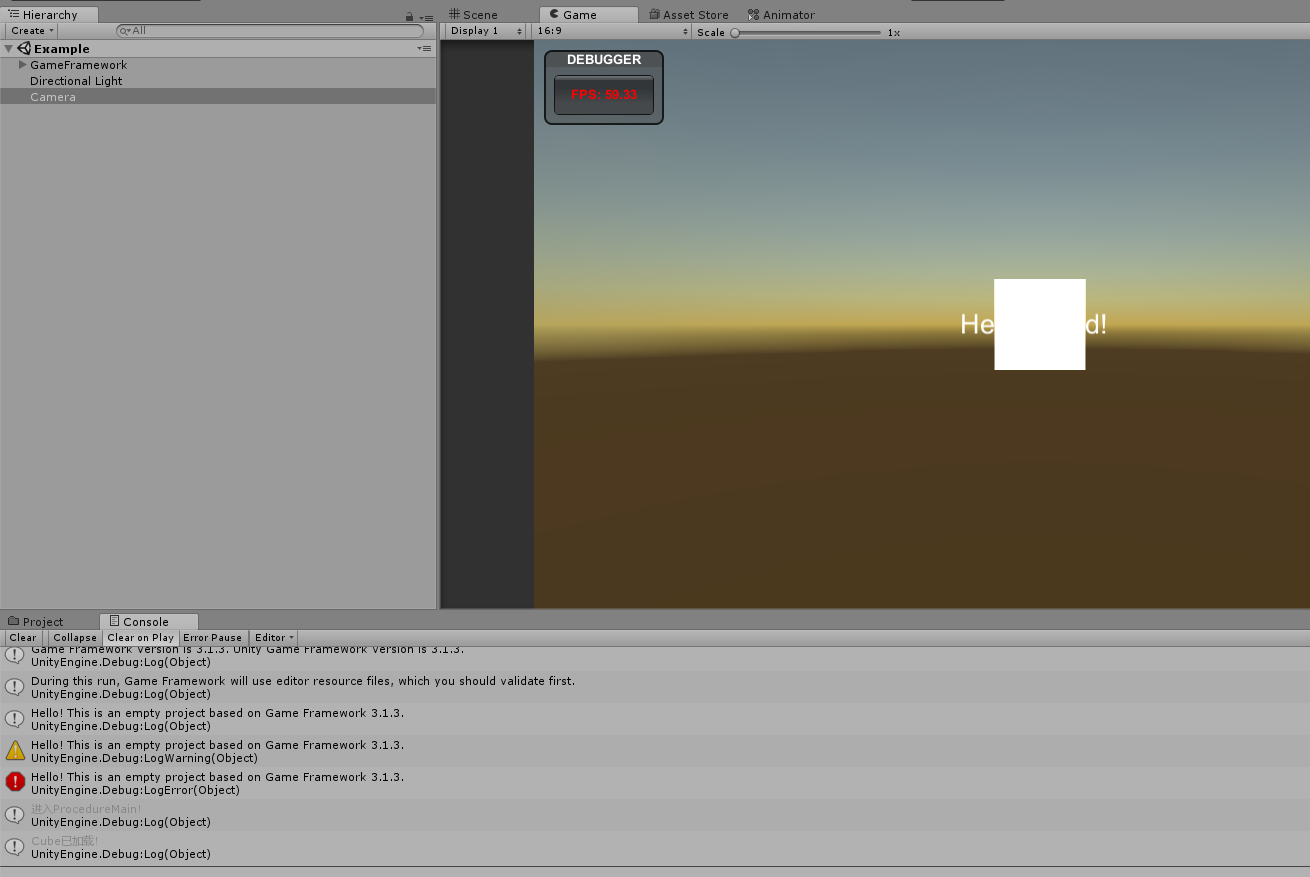 Hierarchy
Create
All
Example
GameFramework
Directional Light
Camera
Scene
Game
Asset Store
Animator
Display 1
16:9
Scale
1x
DEBUGGER
FPS: 59.33
He
d!
Project
Console
Clear
Collapse
Clear on Play
Error Pause
Editor
Game Framework version is 3.1.3. Unity Game Framework version is 3.1.3.
UnityEngine.Debug:Log(Object)
During this run, Game Framework will use editor resource files, which you should validate first.
UnityEngine.Debug:Log(Object)
Hello! This is an empty project based on Game Framework 3.1.3.
UnityEngine.Debug:Log(Object)
Hello! This is an empty project based on Game Framework 3.1.3.
UnityEngine.Debug:LogWarning(Object)
Hello! This is an empty project based on Game Framework 3.1.3.
UnityEngine.Debug:LogError(Object)
进入ProcedureMain!
UnityEngine.Debug:Log(Object)
Cube已加载!
UnityEngine.Debug:Log(Object)